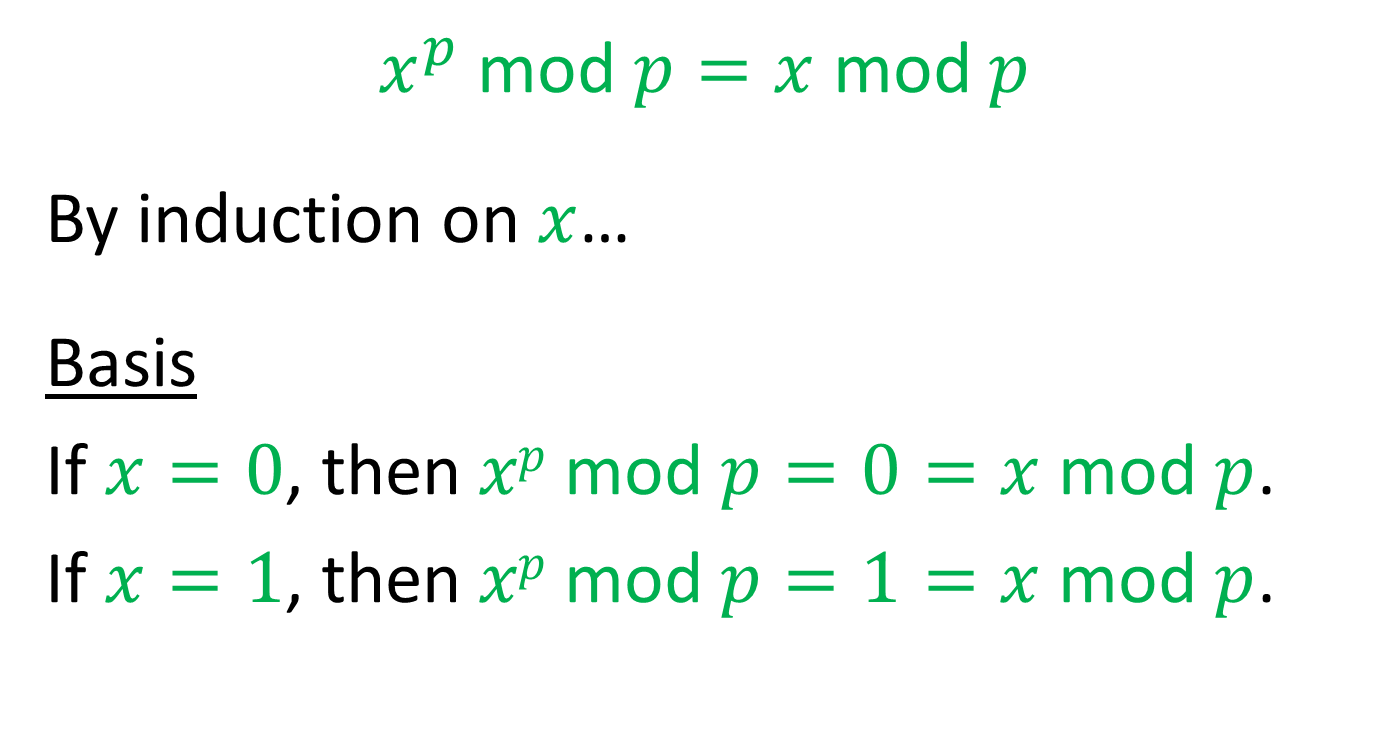 x^p mod p = x mod p
By induction on x…
Basis
If x = 0, then x^p mod p = 0 = x mod p.
If x = 1, then x^p mod p = 1 = x mod p.